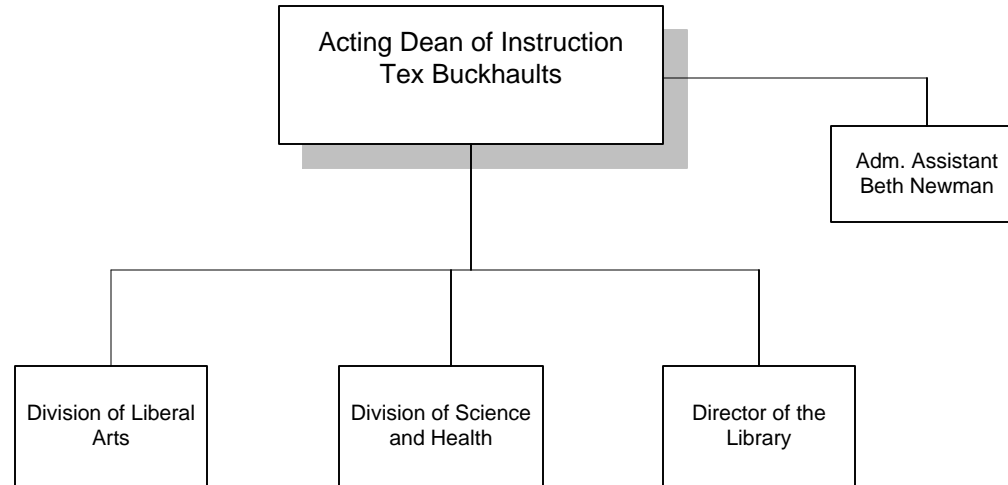 Acting Dean of Instruction
Tex Buckhaults
Adm. Assistant
Beth Newman
Division of Liberal
Arts
Division of Science
and Health
Director of the
Library